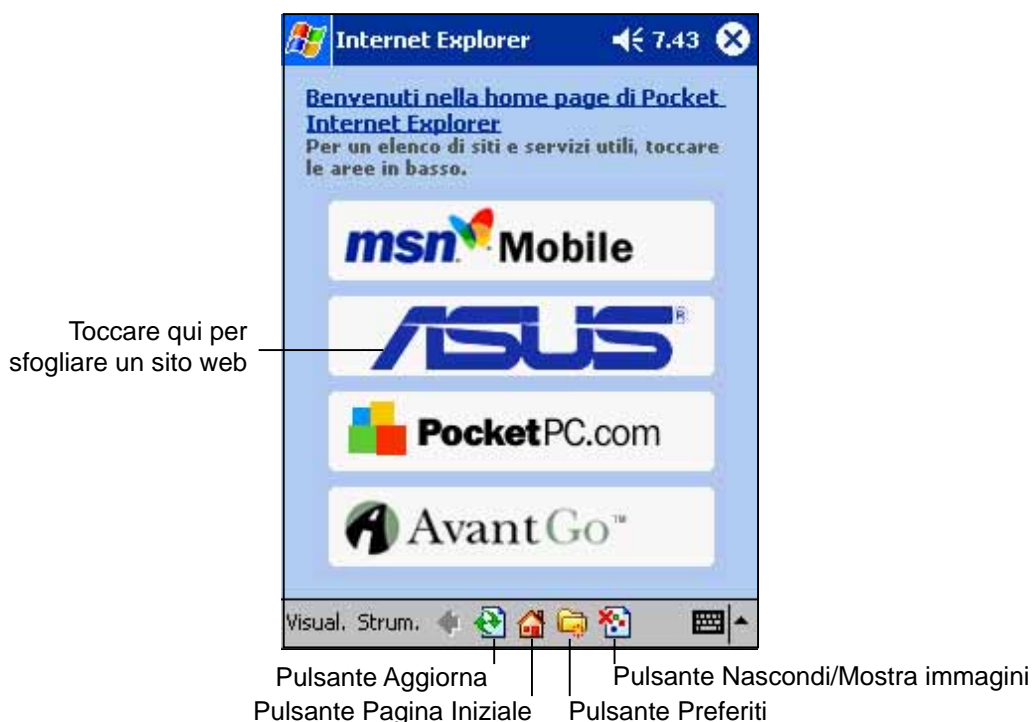 Internet Explorer 7.43
Benvenuti nella home page di Pocket
Internet Explorer
Per un elenco di siti e servizi utili, toccare
le aree in basso.
msn Mobile
Toccare qui per
sfogliare un sito web
ASUS®
PocketPC.com
AvantGo™
Visual. Strum.
Pulsante Aggiorna
Pulsante Nascondi/Mostra immagini
Pulsante Pagina Iniziale
Pulsante Preferiti